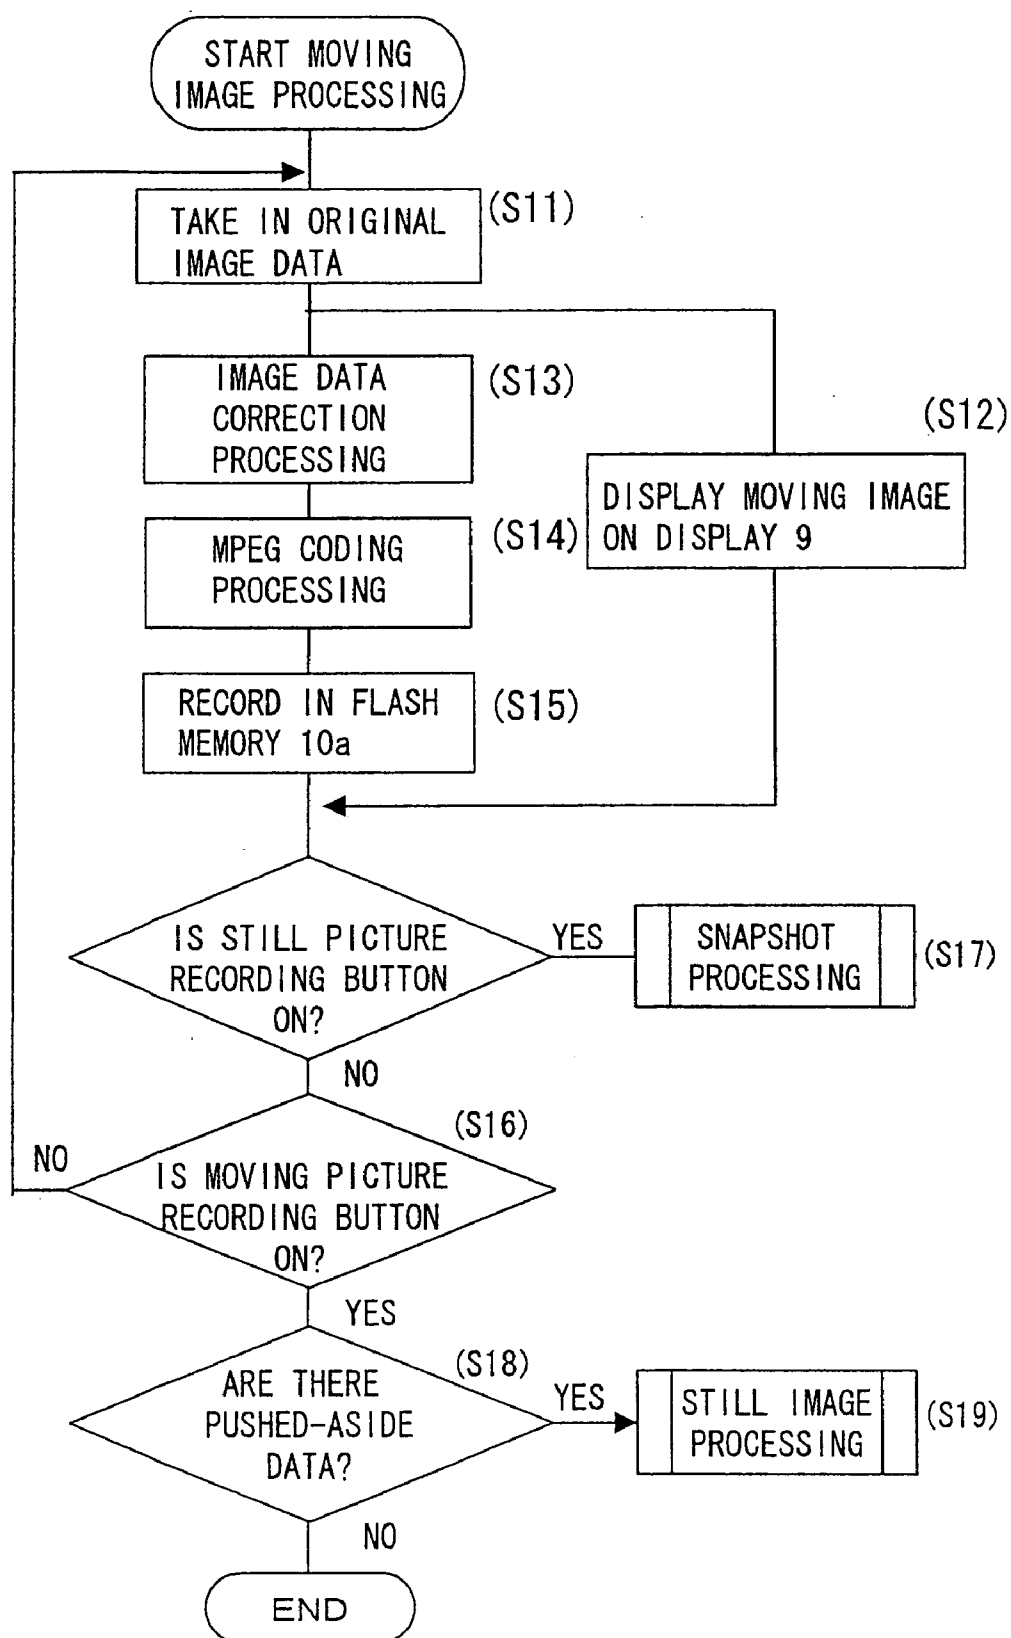 START MOVING
IMAGE PROCESSING
(S11)
TAKE IN ORIGINAL
IMAGE DATA
IMAGE DATA
CORRECTION
PROCESSING
(S13)
(S12)
DISPLAY MOVING IMAGE
ON DISPLAY 9
MPEG CODING
PROCESSING
(S14)
RECORD IN FLASH
MEMORY 10a
(S15)
IS STILL PICTURE
RECORDING BUTTON
ON?
YES
SNAPSHOT
PROCESSING
(S17)
NO
(S16)
NO
IS MOVING PICTURE
RECORDING BUTTON
ON?
YES
(S18)
ARE THERE
PUSHED-ASIDE
DATA?
YES
STILL IMAGE
PROCESSING
(S19)
NO
END